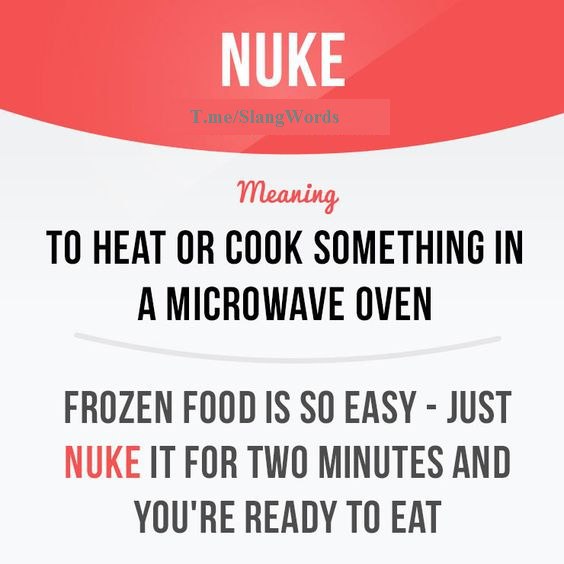 NUKE
T.me/SlangWords
Meaning
TO HEAT OR COOK SOMETHING IN
A MICROWAVE OVEN
FROZEN FOOD IS SO EASY - JUST
NUKE IT FOR TWO MINUTES AND
YOU'RE READY TO EAT